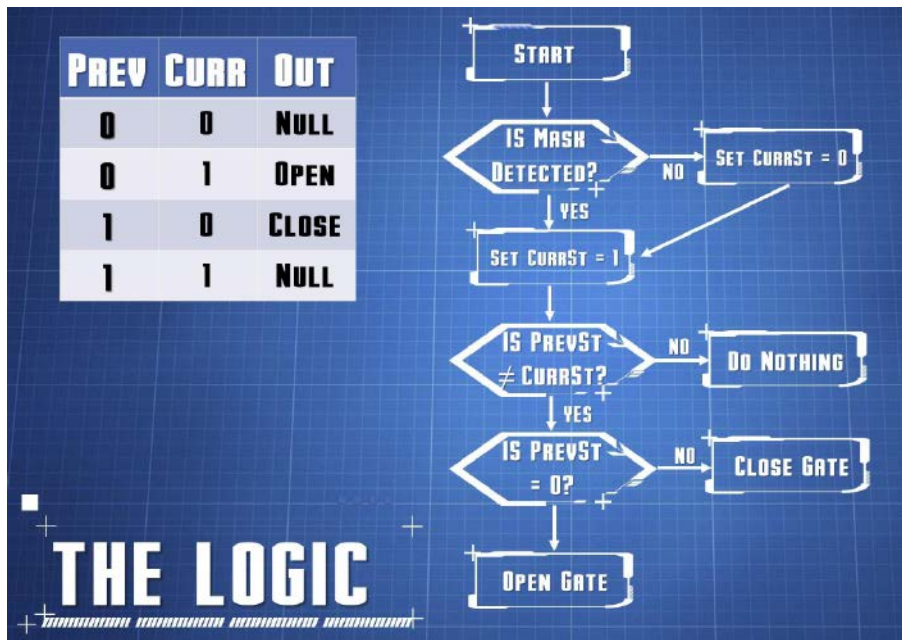 PREV CURR OUT
0 0 NULL
0 1 OPEN
1 0 CLOSE
1 1 NULL
THE LOGIC
START
IS MASK
DETECTED?
NO
SET CURRST = 0
YES
SET CURRST = 1
IS PREVST
≠ CURRST?
NO
DO NOTHING
YES
IS PREVST
= 0?
NO
CLOSE GATE
OPEN GATE